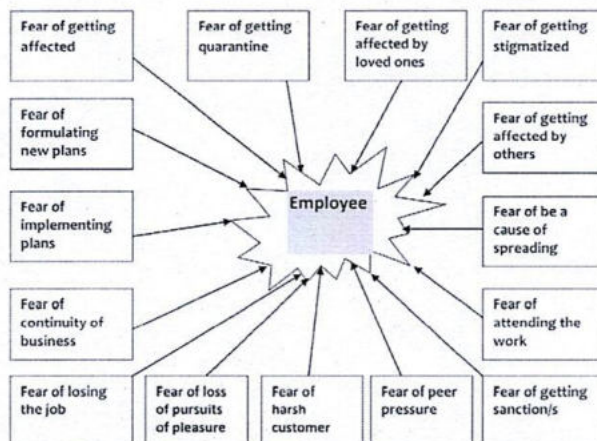 Fear of getting
affected
Fear of getting
quarantine
Fear of getting
affected by
loved ones
Fear of getting
stigmatized
Fear of
formulating
new plans
Fear of getting
affected by
others
Employee
Fear of
implementing
plans
Fear of be a
cause of
spreading
Fear of
continuity of
business
Fear of
attending the
work
Fear of losing
the job
Fear of loss
of pursuits
of pleasure
Fear of
harsh
customer
Fear of peer
pressure
Fear of getting
sanction/s